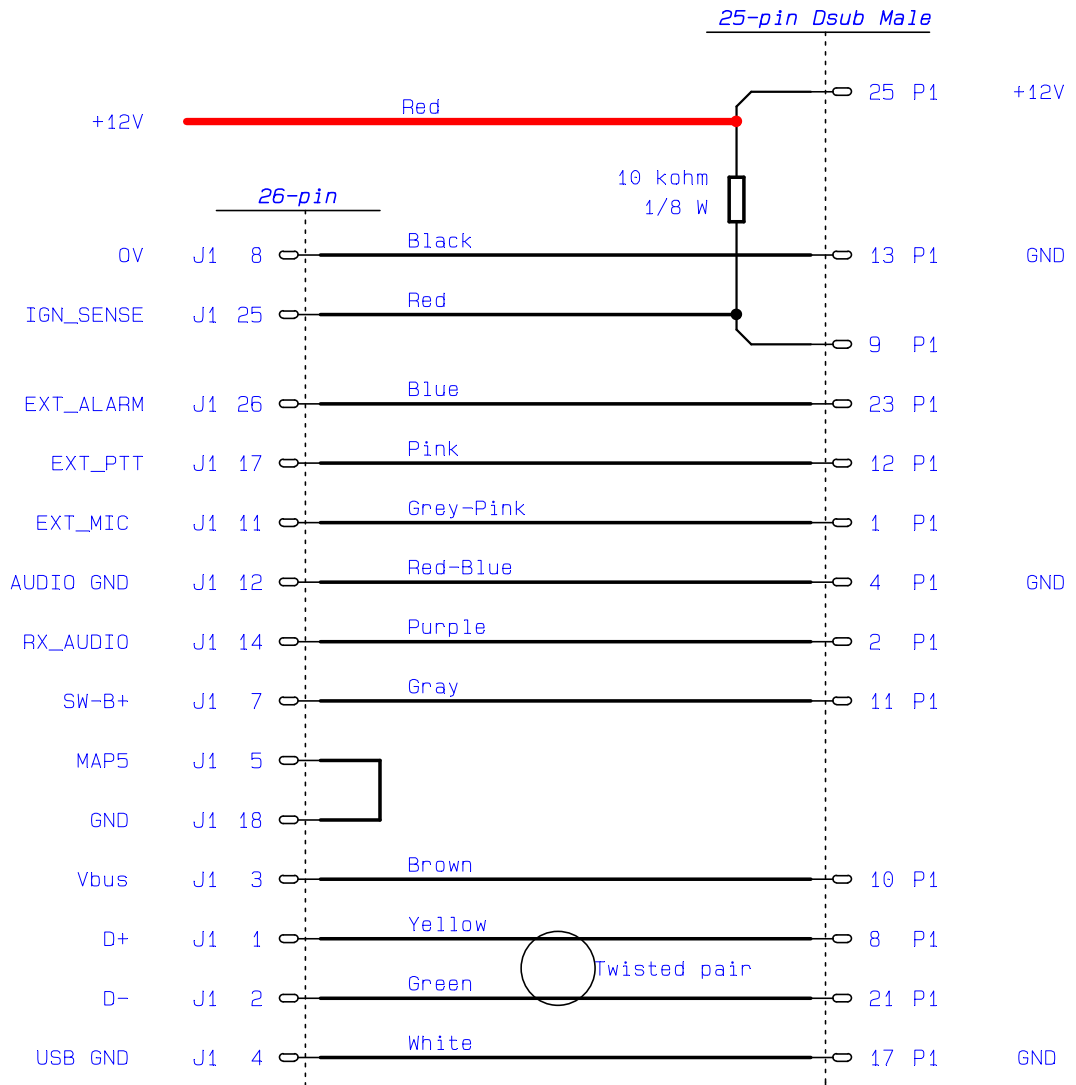 25-pin Dsub Male
25 P1 +12V
Red
+12V
10 kohm
1/8 W
26-pin
Black
0V J1 8 13 P1 GND
Red
IGN_SENSE J1 25
9 P1
Blue
EXT_ALARM J1 26 23 P1
Pink
EXT_PTT J1 17 12 P1
Grey-Pink
EXT_MIC J1 11 1 P1
Red-Blue
AUDIO GND J1 12 4 P1 GND
Purple
RX_AUDIO J1 14 2 P1
Gray
SW-B+ J1 7 11 P1
MAP5 J1 5
GND J1 18
Brown
Vbus J1 3 10 P1
Yellow
D+ J1 1 8 P1
Twisted pair
Green
D- J1 2 21 P1
White
USB GND J1 4 17 P1 GND